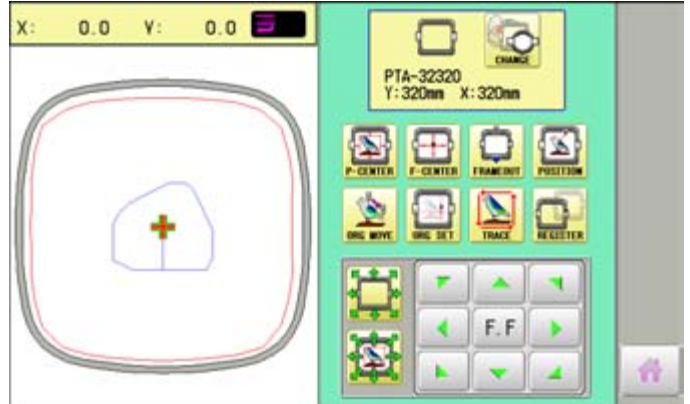 X: 0.0 Y: 0.0
CHANGE
PTA-32320
Y:320mm X:320mm
P-CENTER F-CENTER FRAMEOUT POSITION
ORG MOVE ORG SET TRACE REGISTER
F.F